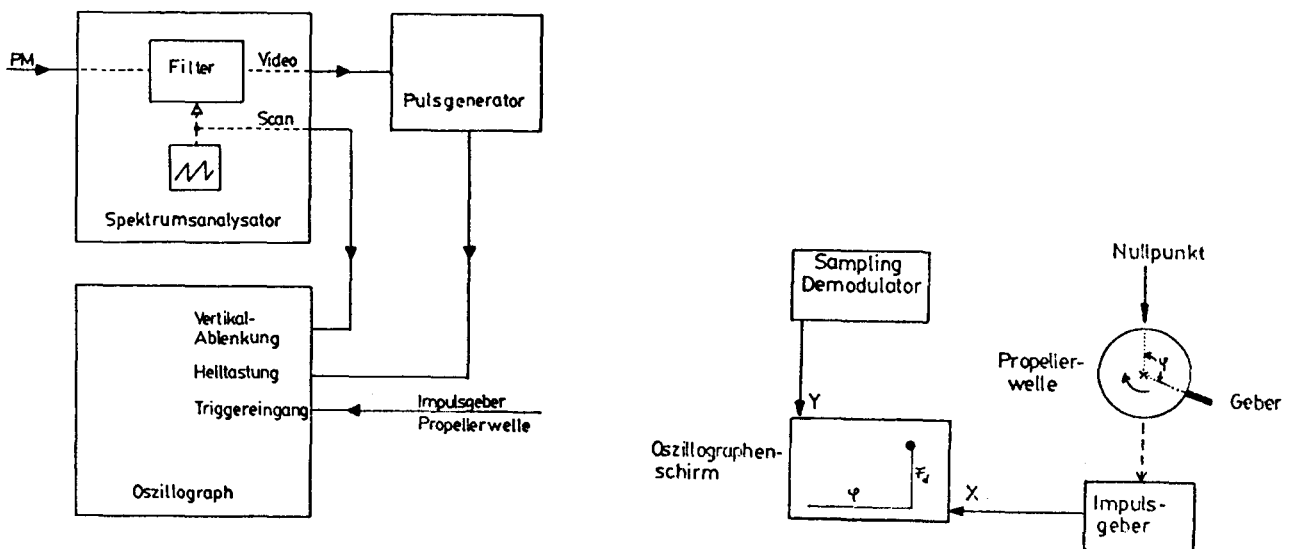 PM
Filter
Video
Scan
Spektrumsanalysator
Pulsgenerator
Vertikal-
Ablenkung
Helltastung
Triggereingang
Impulsgeber
Propellerwelle
Oszillograph
Sampling
Demodulator
Y
Oszillographen-
schirm
φ
F_d
X
Nullpunkt
Propeller-
welle
φ
Geber
Impuls-
geber